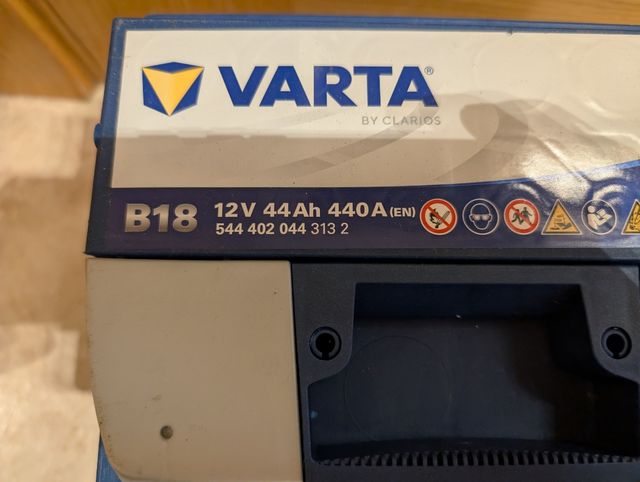 VARTA®
BY CLARIOS
B18 12V 44Ah 440A(EN)
544 402 044 313 2